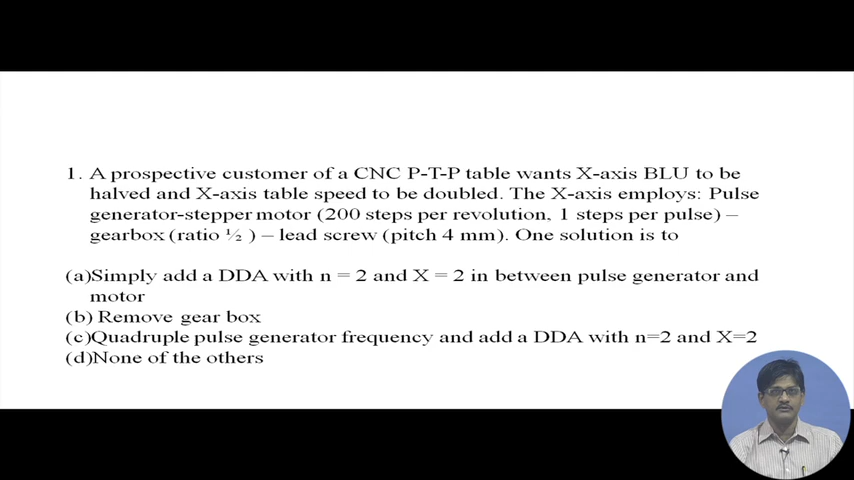 1. A prospective customer of a CNC P-T-P table wants X-axis BLU to be
halved and X-axis table speed to be doubled. The X-axis employs: Pulse
generator-stepper motor (200 steps per revolution, 1 steps per pulse) –
gearbox (ratio ½ ) – lead screw (pitch 4 mm). One solution is to
(a)Simply add a DDA with n = 2 and X = 2 in between pulse generator and
motor
(b) Remove gear box
(c)Quadruple pulse generator frequency and add a DDA with n=2 and X=2
(d)None of the others